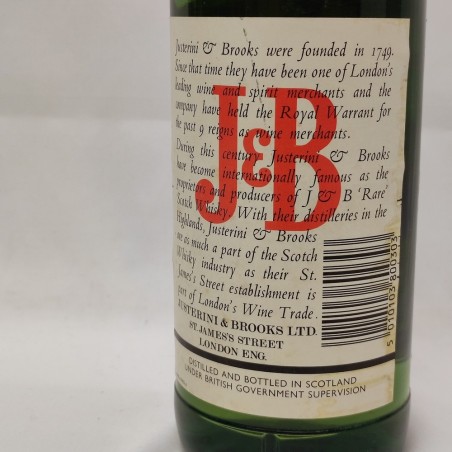 Justerini & Brooks were founded in 1749.
Since that time they have been one of London's
leading wine and spirit merchants and the
company have held the Royal Warrant for
the past 9 reigns as wine merchants.
During this century Justerini & Brooks
have become internationally famous as the
proprietors and producers of J & B 'Rare'
Scotch Whisky. With their distilleries in the
Highlands, Justerini & Brooks
are as much a part of the Scotch
Whisky industry as their St.
James's Street establishment is
part of London's Wine Trade.
J&B
JUSTERINI & BROOKS LTD.
ST. JAMES'S STREET
LONDON ENG.
5 010103 800303
DISTILLED AND BOTTLED IN SCOTLAND
UNDER BRITISH GOVERNMENT SUPERVISION